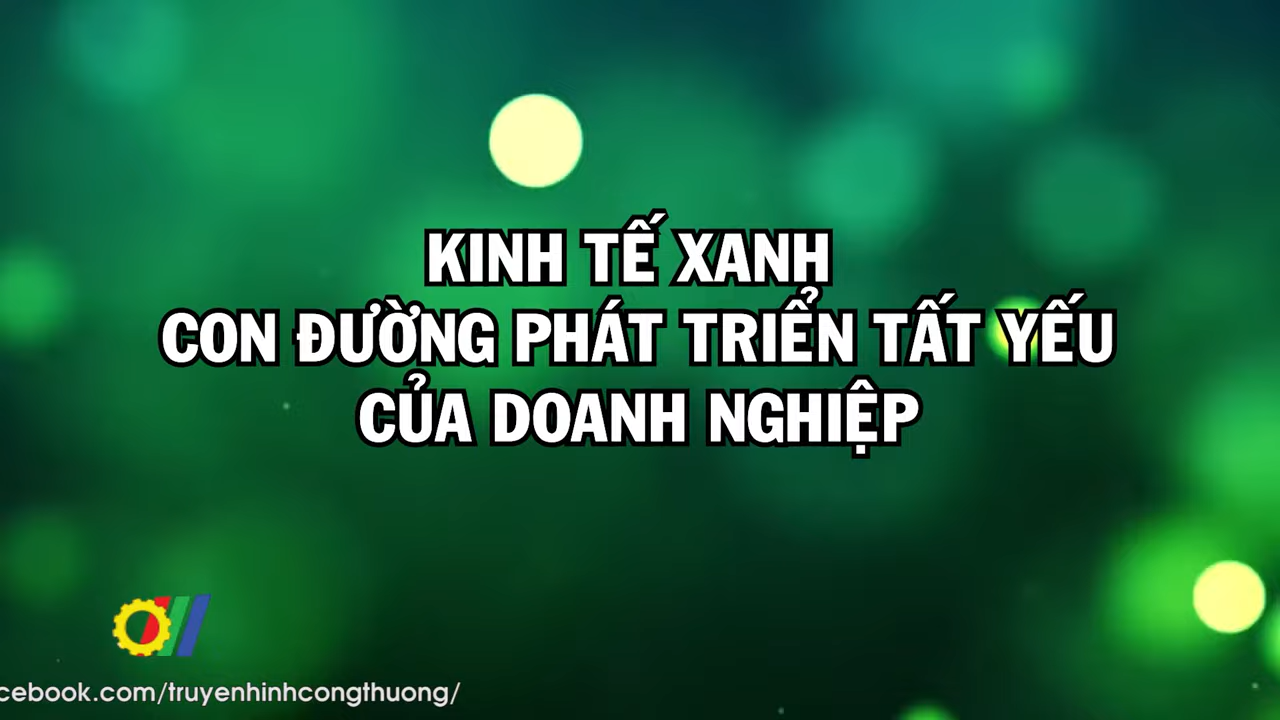 KINH TẾ XANH
CON ĐƯỜNG PHÁT TRIỂN TẤT YẾU
CỦA DOANH NGHIỆP
cebook.com/truyenhinhcongthuong/